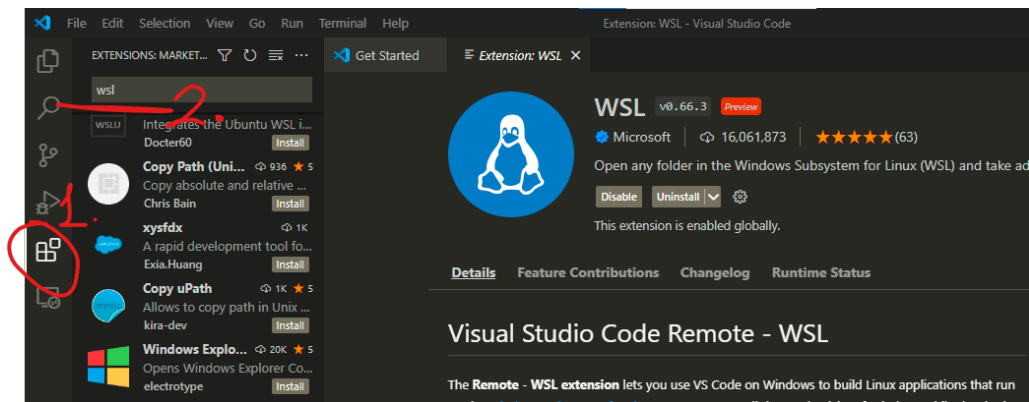 File Edit Selection View Go Run Terminal Help Extension: WSL - Visual Studio Code
EXTENSIONS: MARKET... Get Started Extension: WSL
wsl
2.
WSLU Integrates the Ubuntu WSL i...
Docter60 Install
Copy Path (Uni... 936 ★ 5
Copy absolute and relative ...
Chris Bain Install
1.
xysfdx 1K
A rapid development tool fo...
Exia.Huang Install
Copy uPath 1K ★ 5
Allows to copy path in Unix ...
kira-dev Install
Windows Explo... 20K ★ 5
Opens Windows Explorer Co...
electrotype Install
WSL v0.66.3 Preview
Microsoft 16,061,873 ★★★★★(63)
Open any folder in the Windows Subsystem for Linux (WSL) and take ad
Disable Uninstall
This extension is enabled globally.
Details Feature Contributions Changelog Runtime Status
Visual Studio Code Remote - WSL
The Remote - WSL extension lets you use VS Code on Windows to build Linux applications that run